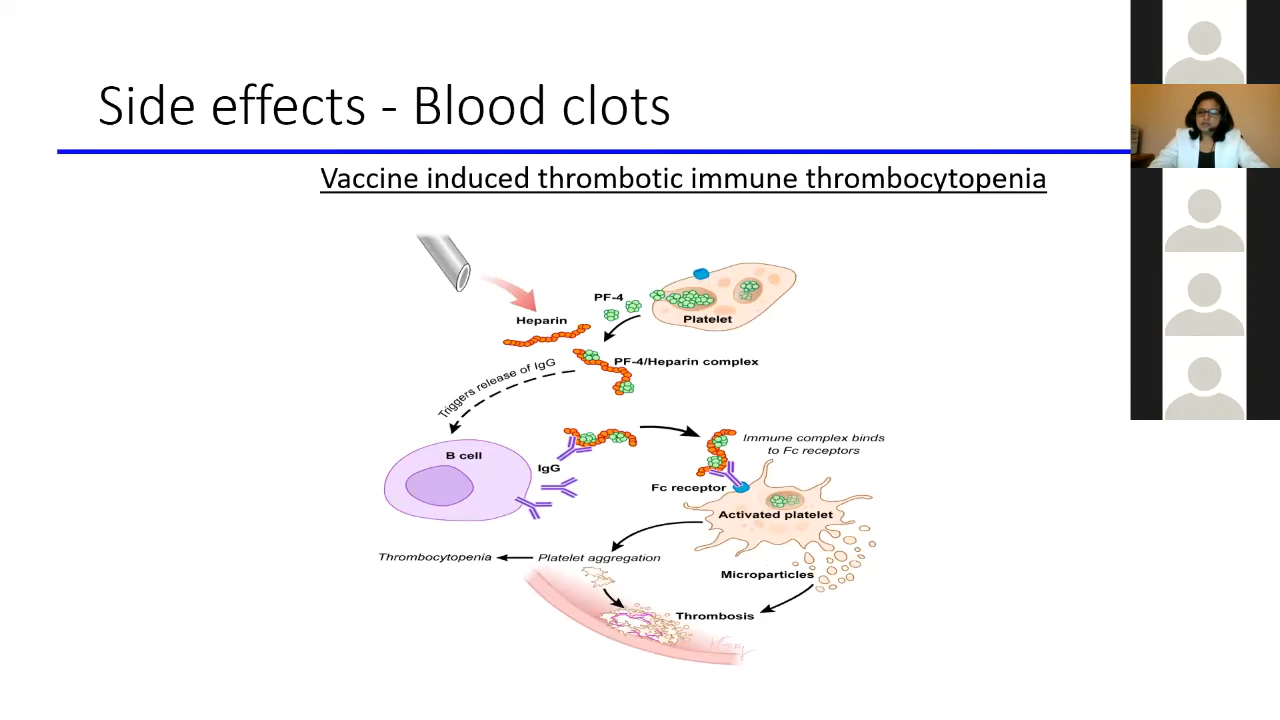 Side effects - Blood clots
Vaccine induced thrombotic immune thrombocytopenia
PF-4
Heparin
Platelet
PF-4/Heparin complex
Triggers release of IgG
Immune complex binds
to Fc receptors
B cell
IgG
Fc receptor
Activated platelet
Thrombocytopenia
Platelet aggregation
Microparticles
Thrombosis